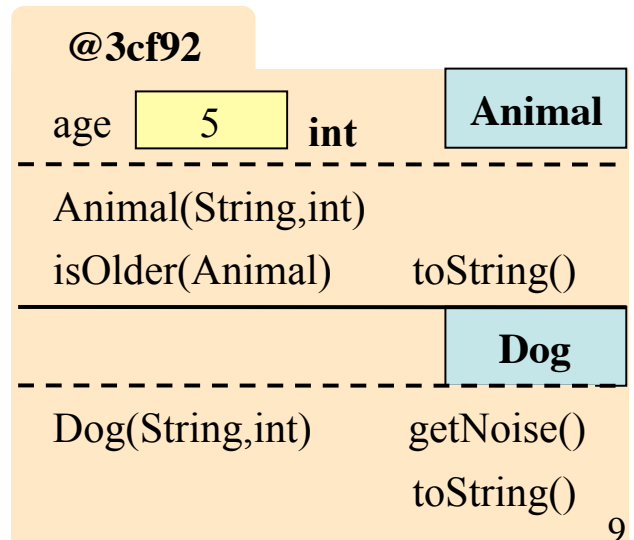 @3cf92
age 5 int Animal
Animal(String,int)
isOlder(Animal) toString()
Dog
Dog(String,int) getNoise()
toString()
9